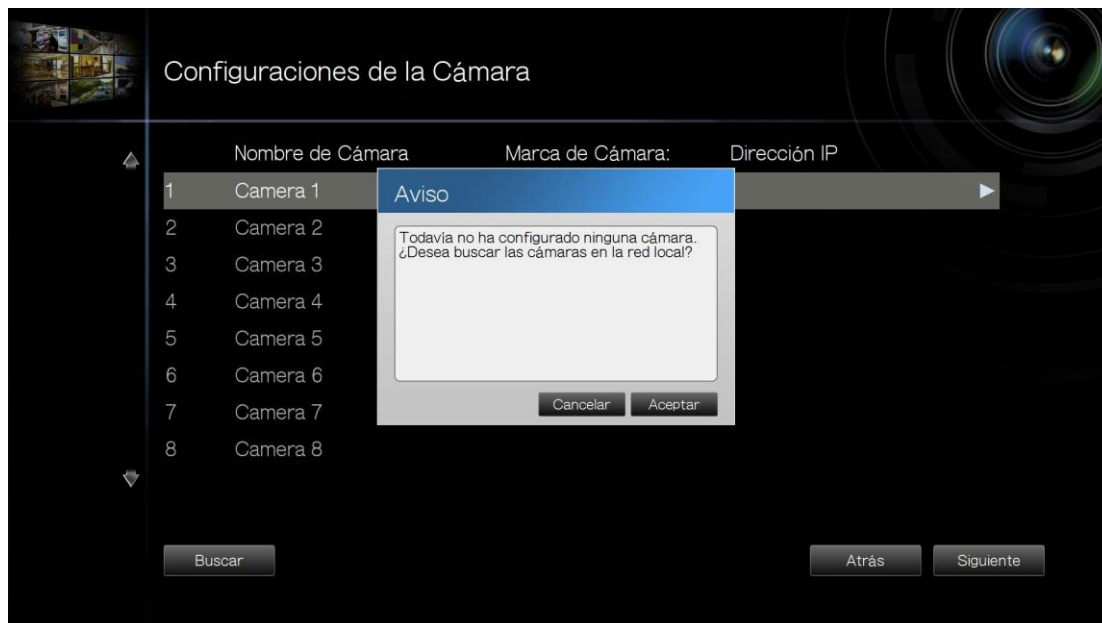 Configuraciones de la Cámara
Nombre de Cámara Marca de Cámara: Dirección IP
1 Camera 1
2 Camera 2
3 Camera 3
4 Camera 4
5 Camera 5
6 Camera 6
7 Camera 7
8 Camera 8
Aviso
Todavía no ha configurado ninguna cámara.
¿Desea buscar las cámaras en la red local?
Cancelar Aceptar
Buscar Atrás Siguiente